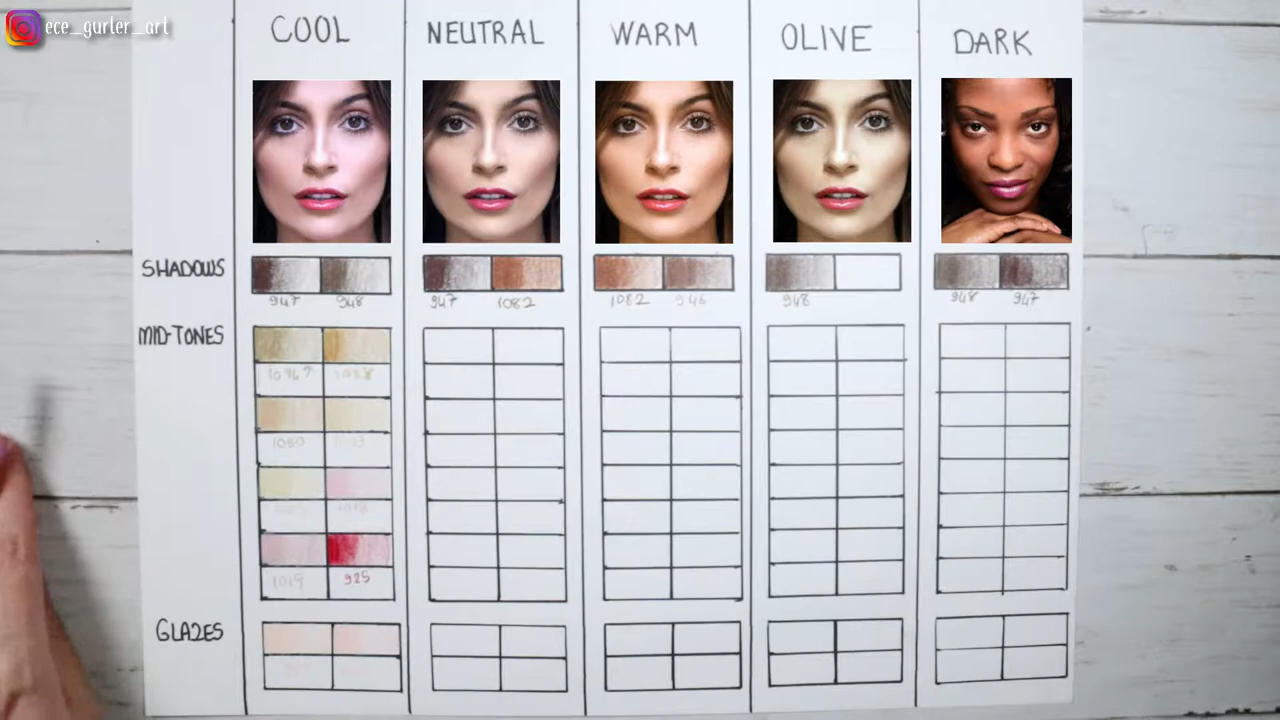 ece_gurler_art
COOL NEUTRAL WARM OLIVE DARK
SHADOWS
947 948 947 1082 1082 946 948 948 947
MID-TONES
1080
1019 925
GLAZES